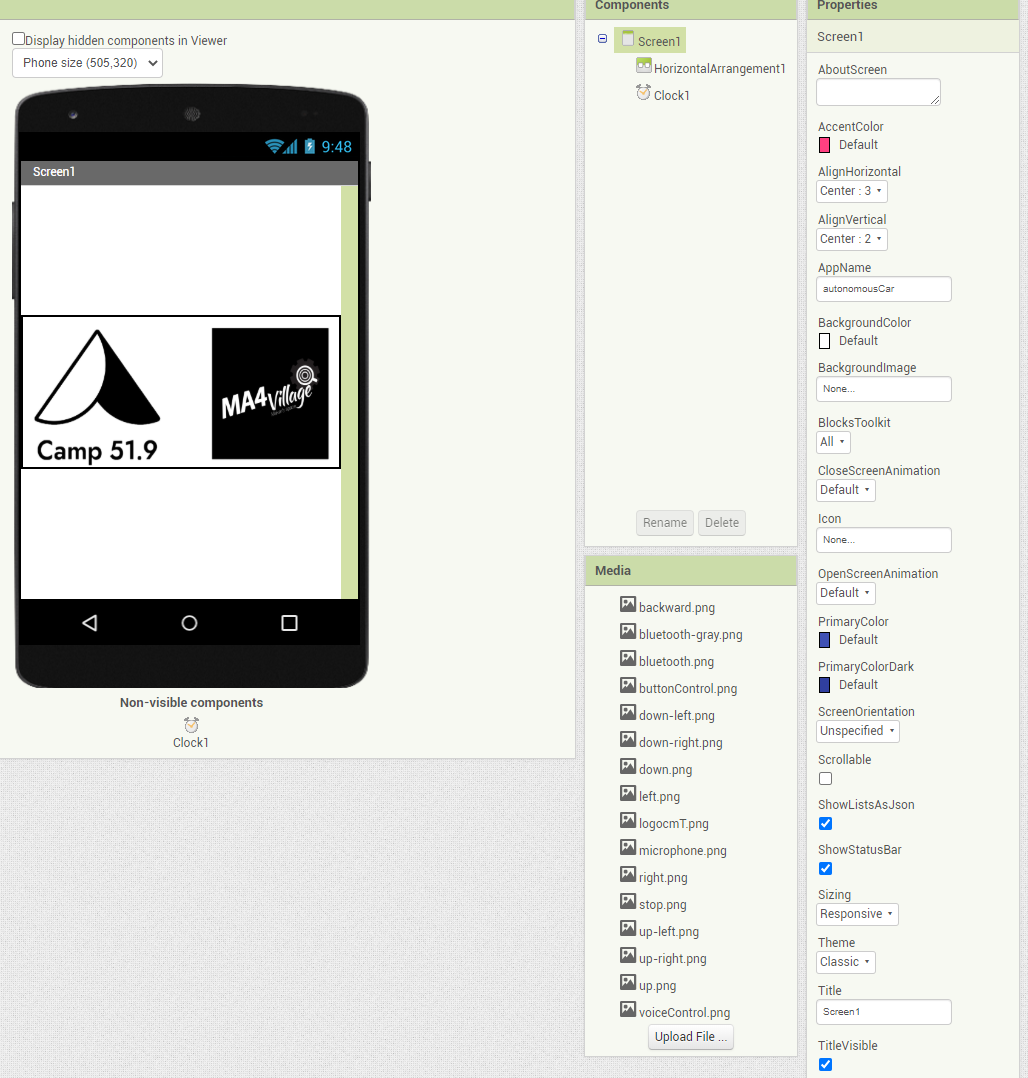 Display hidden components in Viewer
Phone size (505,320)
9:48
Screen1
Camp 51.9
MA4Village
Non-visible components
Clock1
Components
Screen1
HorizontalArrangement1
Clock1
Rename Delete
Media
backward.png
bluetooth-gray.png
bluetooth.png
buttonControl.png
down-left.png
down-right.png
down.png
left.png
logocmT.png
microphone.png
right.png
stop.png
up-left.png
up-right.png
up.png
voiceControl.png
Upload File ...
Properties
Screen1
AboutScreen
AccentColor
Default
AlignHorizontal
Center : 3
AlignVertical
Center : 2
AppName
autonomousCar
BackgroundColor
Default
BackgroundImage
None...
BlocksToolkit
All
CloseScreenAnimation
Default
Icon
None...
OpenScreenAnimation
Default
PrimaryColor
Default
PrimaryColorDark
Default
ScreenOrientation
Unspecified
Scrollable
ShowListsAsJson
ShowStatusBar
Sizing
Responsive
Theme
Classic
Title
Screen1
TitleVisible